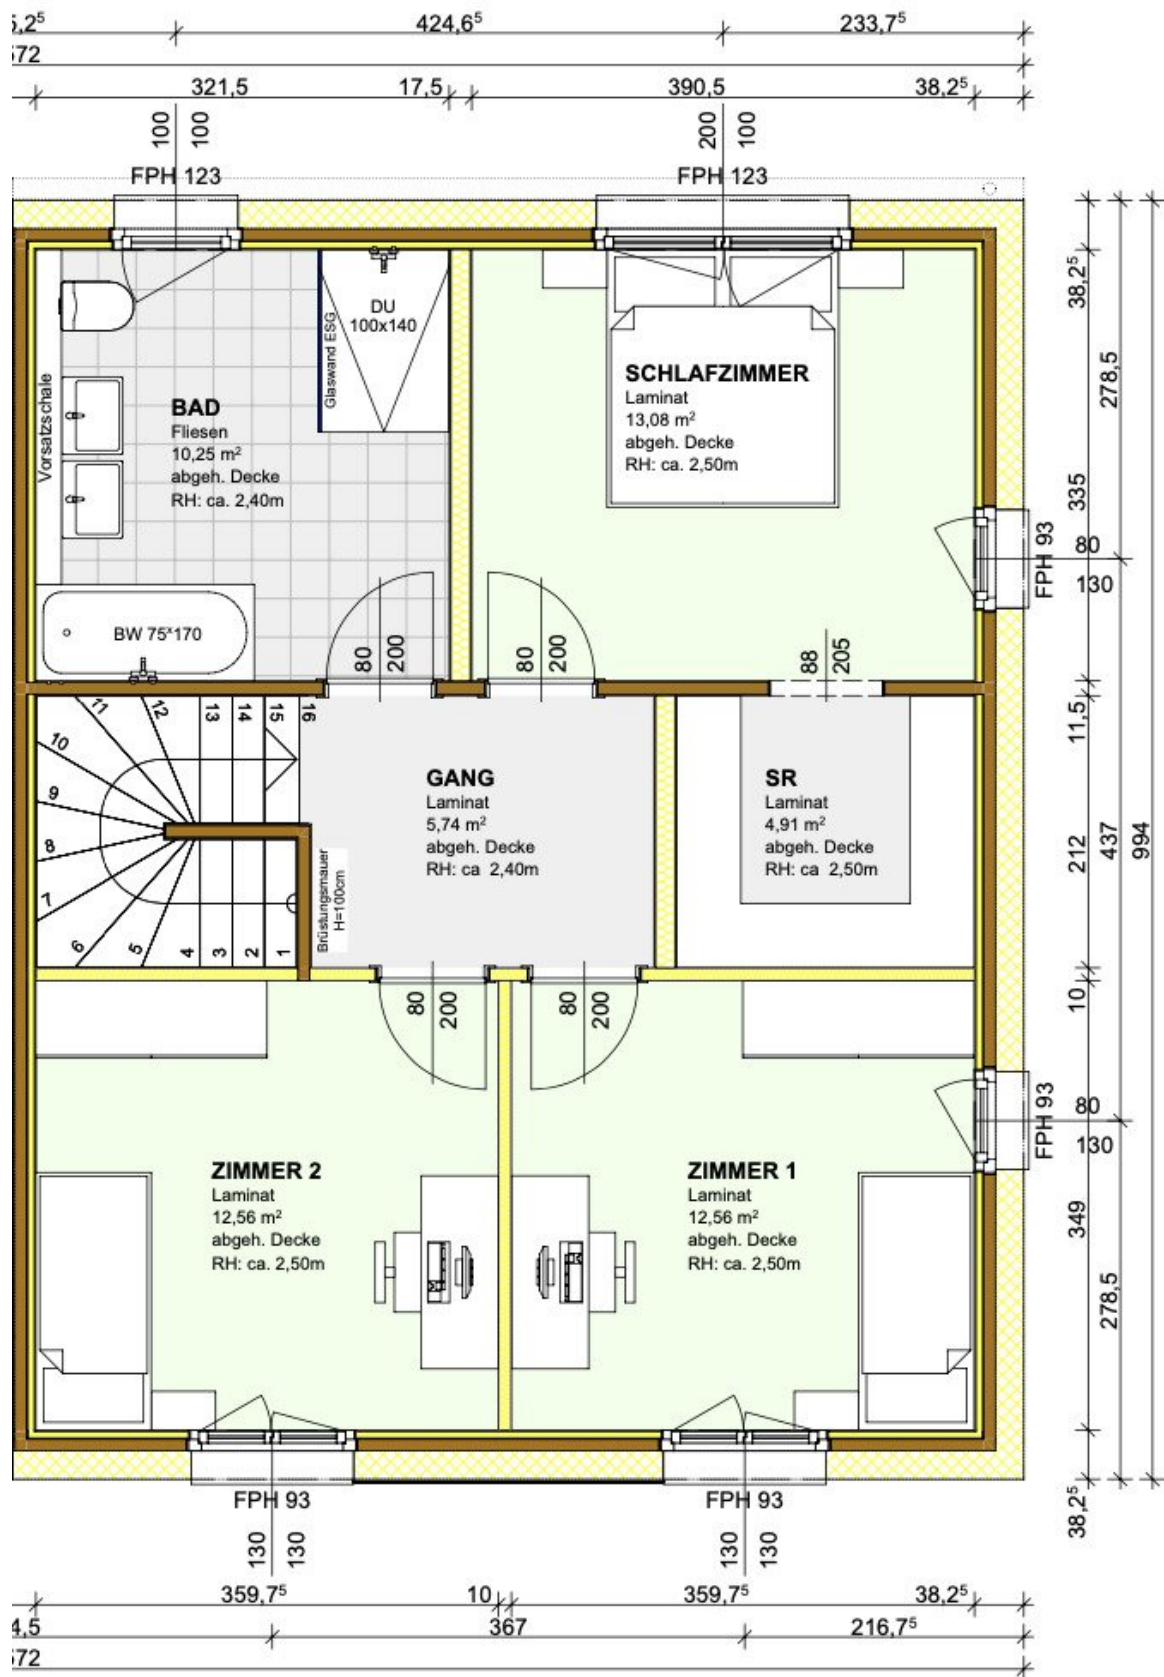 5,2⁵ 424,6⁵ 233,7⁵
572
321,5 17,5 390,5 38,2⁵
100 100
200 100
FPH 123
FPH 123
38,2⁵
278,5
DU
100x140
Glaswand ESG
Vorsatzschale
BAD
Fliesen
10,25 m²
abgeh. Decke
RH: ca. 2,40m
SCHLAFZIMMER
Laminat
13,08 m²
abgeh. Decke
RH: ca. 2,50m
335
FPH 93
80
130
BW 75*170
80 200
80 200
88 205
11,5
16
15
14
13
12
11
10
9
8
7
6
5
4
3
2
1
GANG
Laminat
5,74 m²
abgeh. Decke
RH: ca 2,40m
SR
Laminat
4,91 m²
abgeh. Decke
RH: ca 2,50m
Brüstungsmauer
H=100cm
212
437
994
80 200
80 200
10
FPH 93
80
130
ZIMMER 2
Laminat
12,56 m²
abgeh. Decke
RH: ca. 2,50m
ZIMMER 1
Laminat
12,56 m²
abgeh. Decke
RH: ca. 2,50m
349
278,5
38,2⁵
FPH 93
FPH 93
130 130
130 130
359,7⁵ 10 359,7⁵ 38,2⁵
4,5 367 216,7⁵
572